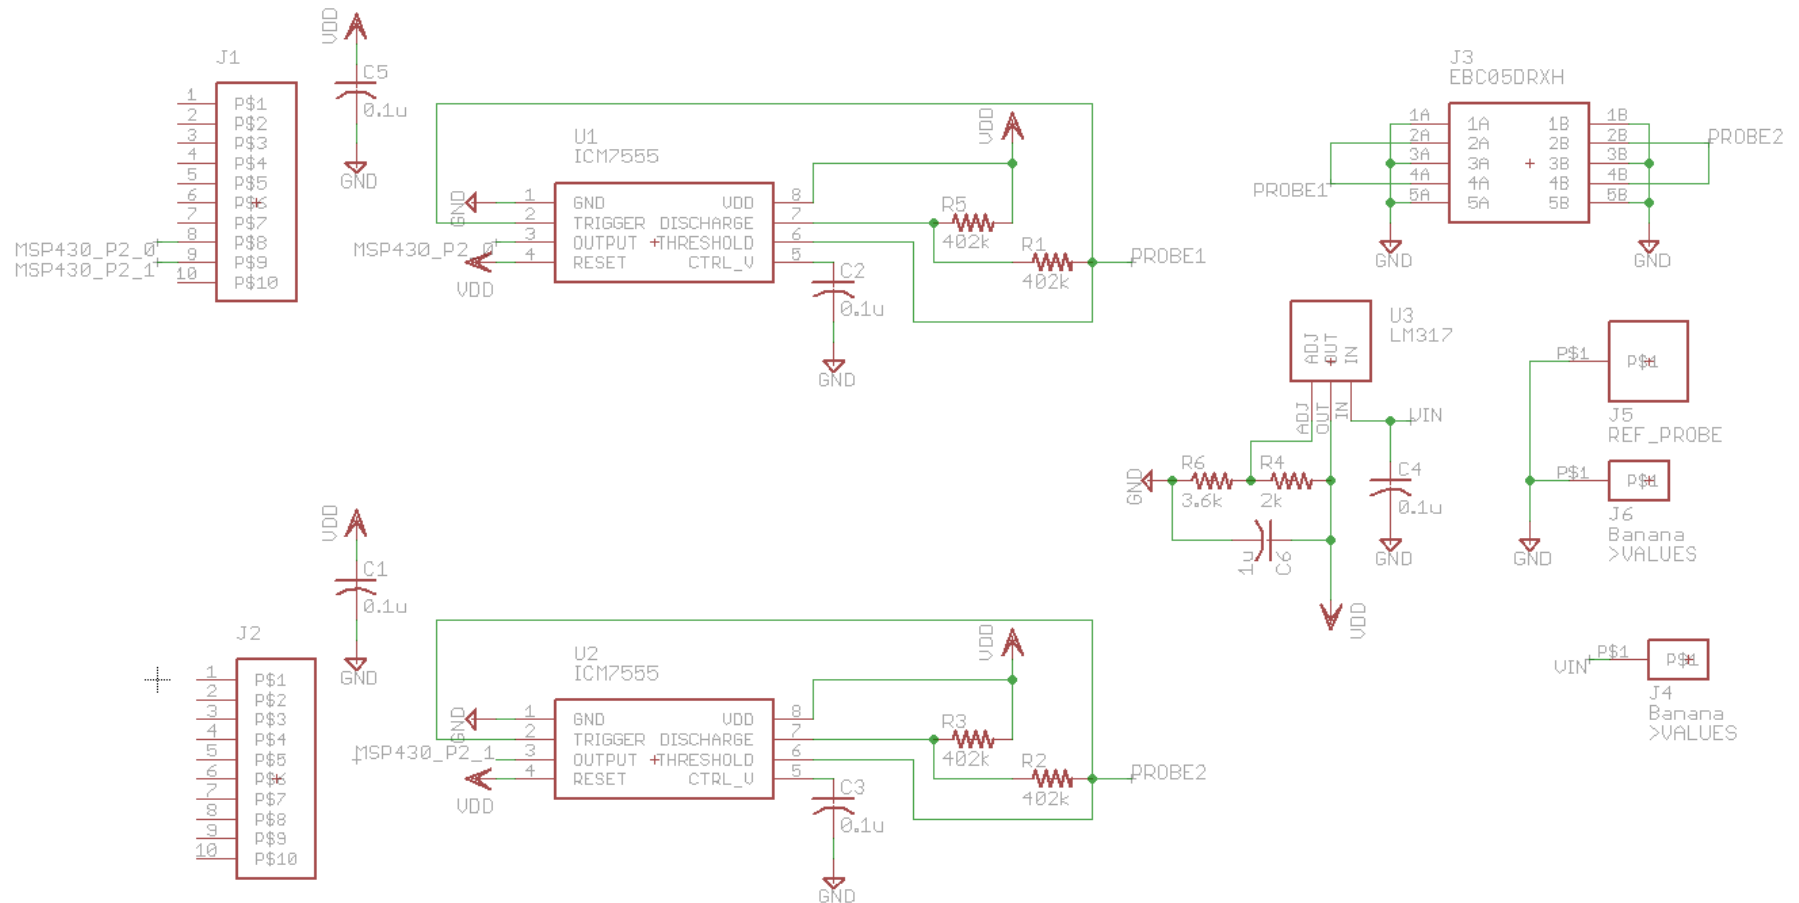 J1
1 P$1
2 P$2
3 P$3
4 P$4
5 P$5
6 P$6
7 P$7
MSP430_P2_0 8 P$8
MSP430_P2_1 9 P$9
10 P$10
VDD
C5
0.1u
GND
U1
ICM7555
GND 1 GND VDD 8
2 TRIGGER DISCHARGE 7
MSP430_P2_0 3 OUTPUT THRESHOLD 6
4 RESET CTRL_V 5
VDD
VDD
R5
402k
R1
402k
PROBE1
C2
0.1u
GND
J3
EBC05DRXH
1A 1A 1B 1B
2A 2A 2B 2B
3A 3A 3B 3B
4A 4A 4B 4B
5A 5A 5B 5B
PROBE1
PROBE2
GND
GND
U3
LM317
ADJ
OUT
IN
ADJ
OUT
IN
VIN
R6
3.6k
R4
2k
GND
C4
0.1u
GND
1u
C6
VDD
P$1 P$1
J5
REF_PROBE
P$1 P$1
J6
Banana
>VALUES
GND
VIN P$1 P$1
J4
Banana
>VALUES
VDD
C1
0.1u
GND
J2
1 P$1
2 P$2
3 P$3
4 P$4
5 P$5
6 P$6
7 P$7
8 P$8
9 P$9
10 P$10
U2
ICM7555
GND 1 GND VDD 8
2 TRIGGER DISCHARGE 7
MSP430_P2_1 3 OUTPUT THRESHOLD 6
4 RESET CTRL_V 5
VDD
VDD
R3
402k
R2
402k
PROBE2
C3
0.1u
GND